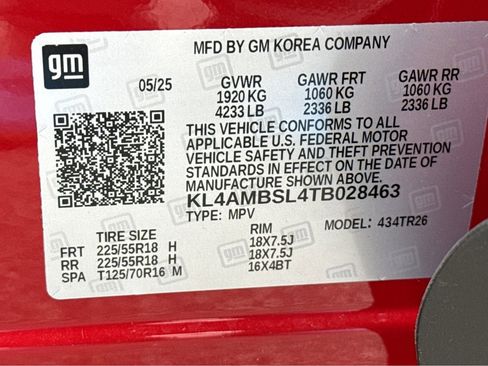 gm
MFD BY GM KOREA COMPANY
05/25 GVWR GAWR FRT GAWR RR
1920 KG 1060 KG 1060 KG
4233 LB 2336 LB 2336 LB
THIS VEHICLE CONFORMS TO ALL
APPLICABLE U.S. FEDERAL MOTOR
VEHICLE SAFETY AND THEFT PREVENTION
STANDARDS IN EFFECT ON THE DATE OF
MANUFACTURE SHOWN ABOVE.
KL4AMBSL4TB028463
TYPE: MPV MODEL: 434TR26
TIRE SIZE RIM
FRT 225/55R18 H 18X7.5J
RR 225/55R18 H 18X7.5J
SPA T125/70R16 M 16X4BT